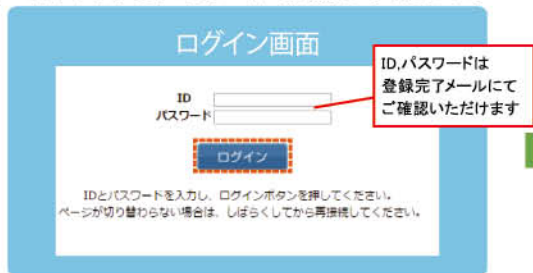 ログイン画面
ID,パスワードは
登録完了メールにて
ご確認いただけます
ID
パスワード
ログイン
IDとパスワードを入力し、ログインボタンを押してください。
ページが切り替わらない場合は、しばらくしてから再接続してください。